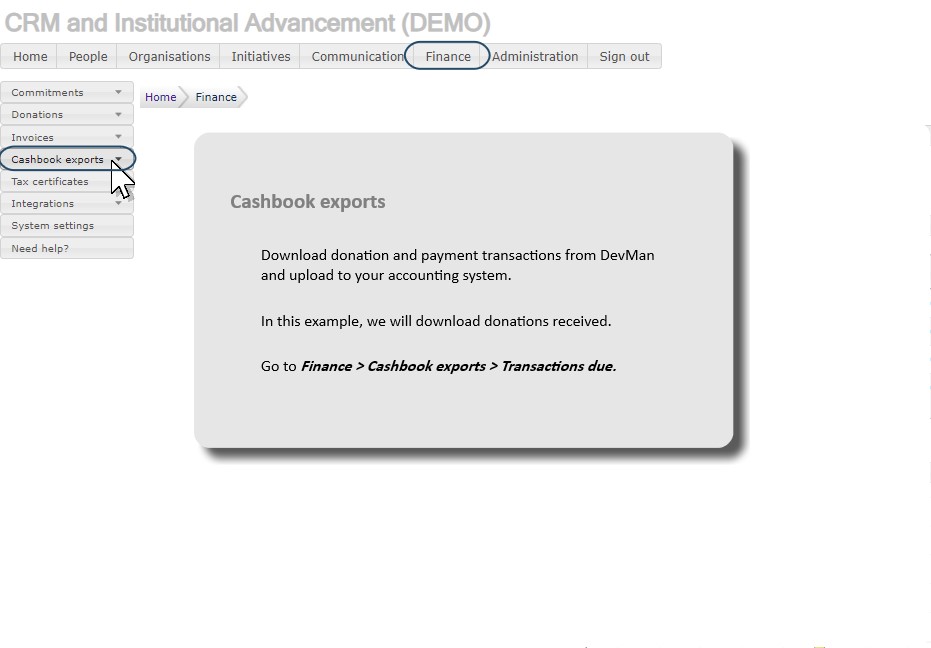 CRM and Institutional Advancement (DEMO)
Home People Organisations Initiatives Communication Finance Administration Sign out
Commitments
Donations
Invoices
Cashbook exports
Tax certificates
Integrations
System settings
Need help?
Home Finance
Cashbook exports
Download donation and payment transactions from DevMan
and upload to your accounting system.
In this example, we will download donations received.
Go to Finance > Cashbook exports > Transactions due.